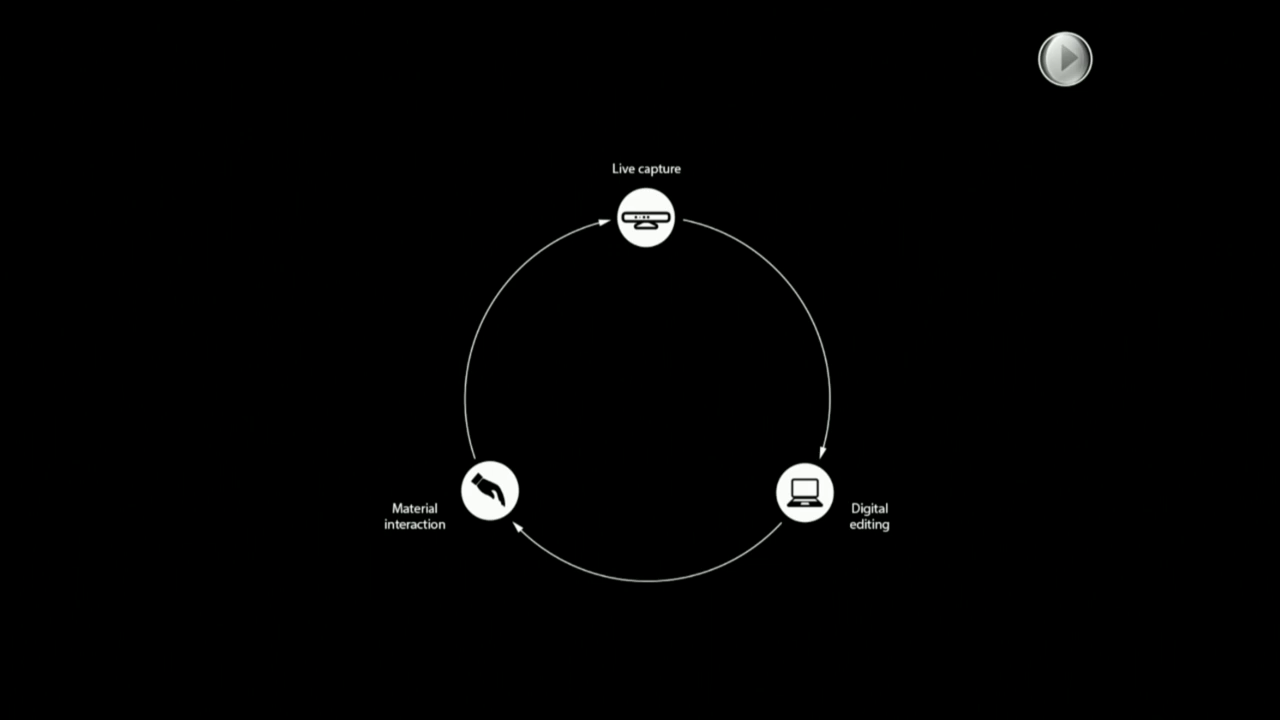 Live capture
Material
interaction
Digital
editing